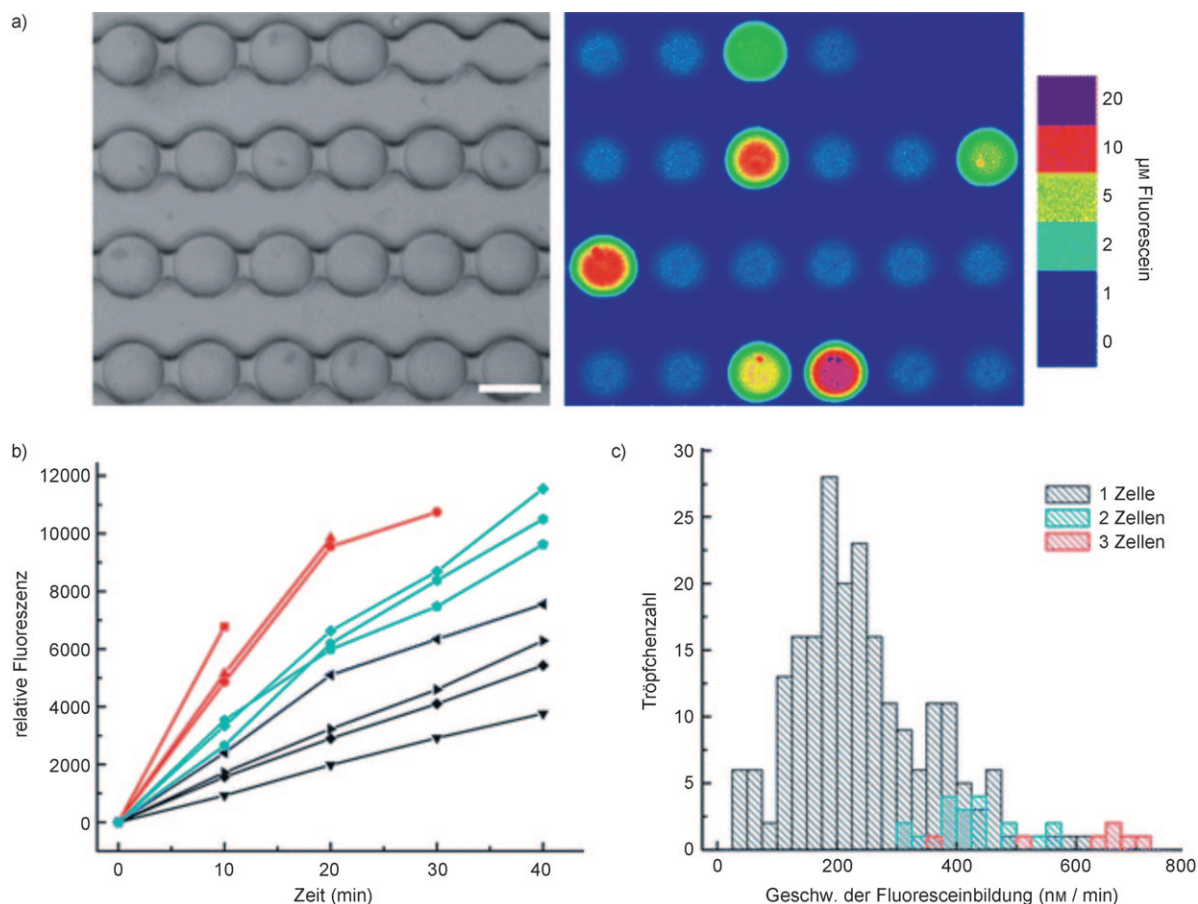 a)
20
10
5
2
1
0
µM Fluorescein
b)
12000
10000
8000
6000
4000
2000
0
relative Fluoreszenz
0 10 20 30 40
Zeit (min)
c)
30
25
20
15
10
5
0
Tröpfchenzahl
1 Zelle
2 Zellen
3 Zellen
0 200 400 600 800
Geschw. der Fluoresceinbildung (nM / min)